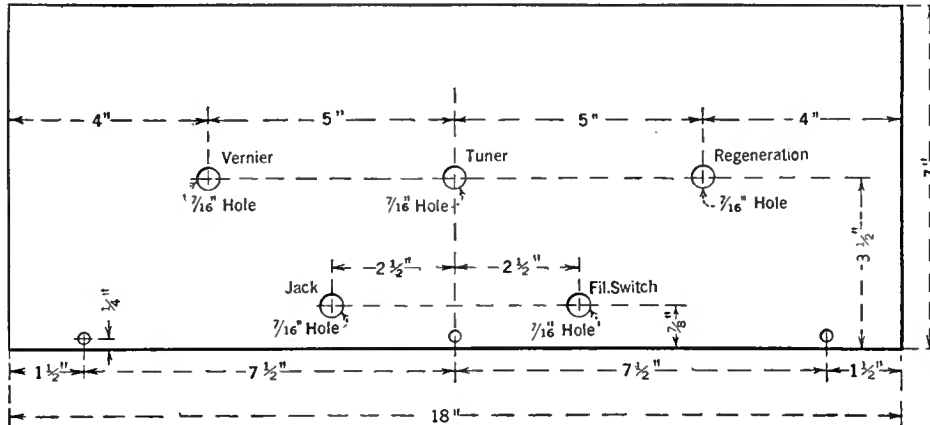 4" 5" 5" 4"
Vernier Tuner Regeneration
7/16" Hole 7/16" Hole 7/16" Hole
7"
3 1/2"
2 1/2" 2 1/2"
Jack Fil.Switch
1/4"
7/16" Hole 7/16" Hole 7/8"
1 1/2" 7 1/2" 7 1/2" 1 1/2"
18"